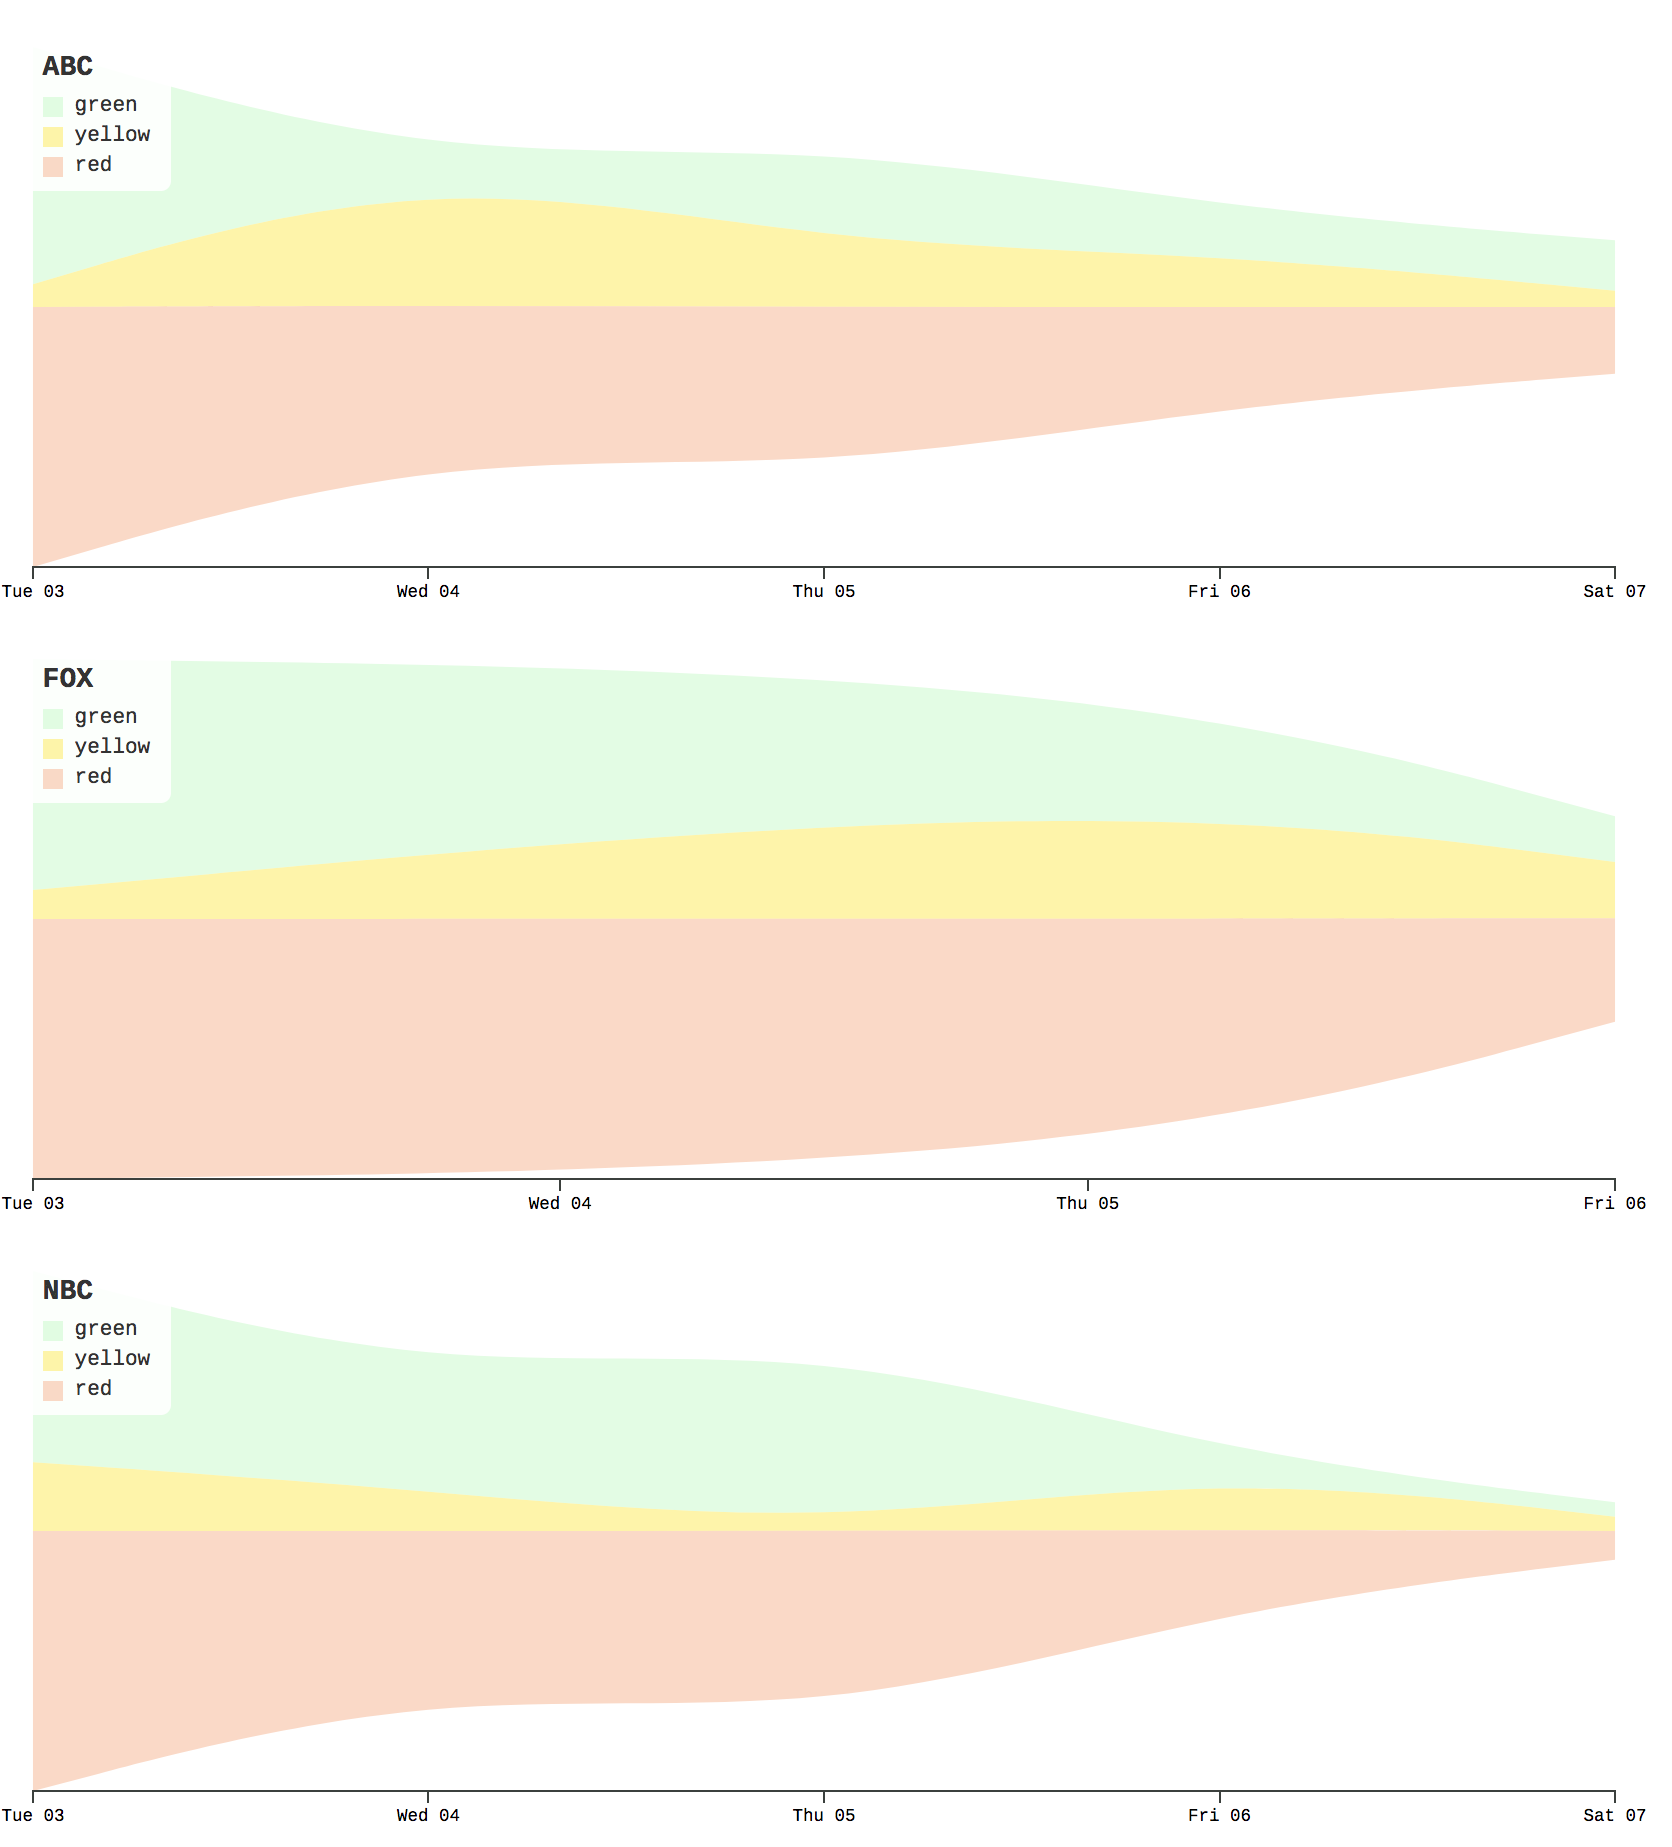 ABC
green
yellow
red
Tue 03 Wed 04 Thu 05 Fri 06 Sat 07
FOX
green
yellow
red
Tue 03 Wed 04 Thu 05 Fri 06
NBC
green
yellow
red
Tue 03 Wed 04 Thu 05 Fri 06 Sat 07